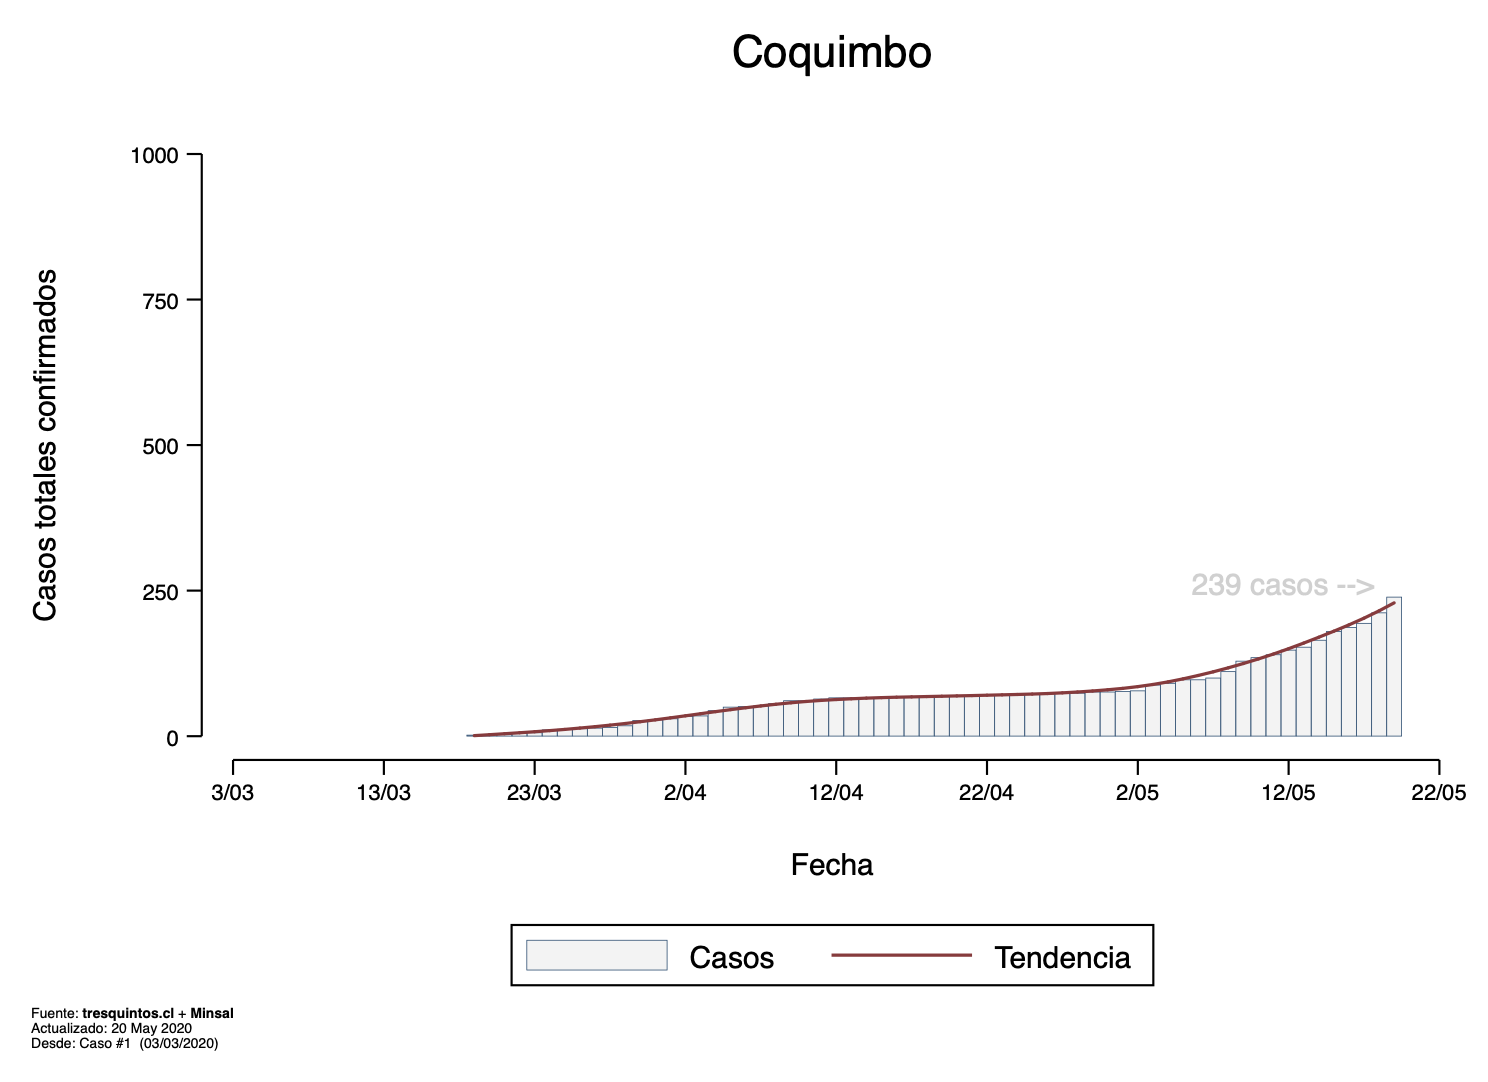 Coquimbo
Casos totales confirmados
1000
750
500
250
0
239 casos -->
3/03 13/03 23/03 2/04 12/04 22/04 2/05 12/05 22/05
Fecha
Casos Tendencia
Fuente: tresquintos.cl + Minsal
Actualizado: 20 May 2020
Desde: Caso #1 (03/03/2020)